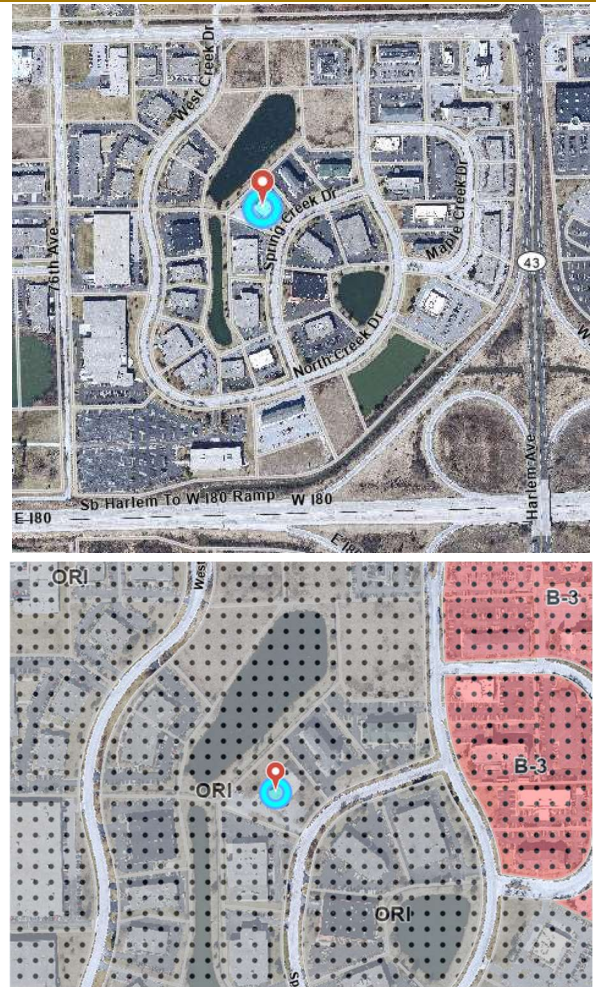 West Creek Dr
76th Ave
Spring Creek Dr
Maple Creek Dr
43
North Creek Dr
Harlem Ave
Sb Harlem To W I80 Ramp
W I80
E I80
ORI
West
B-3
ORI
B-3
ORI